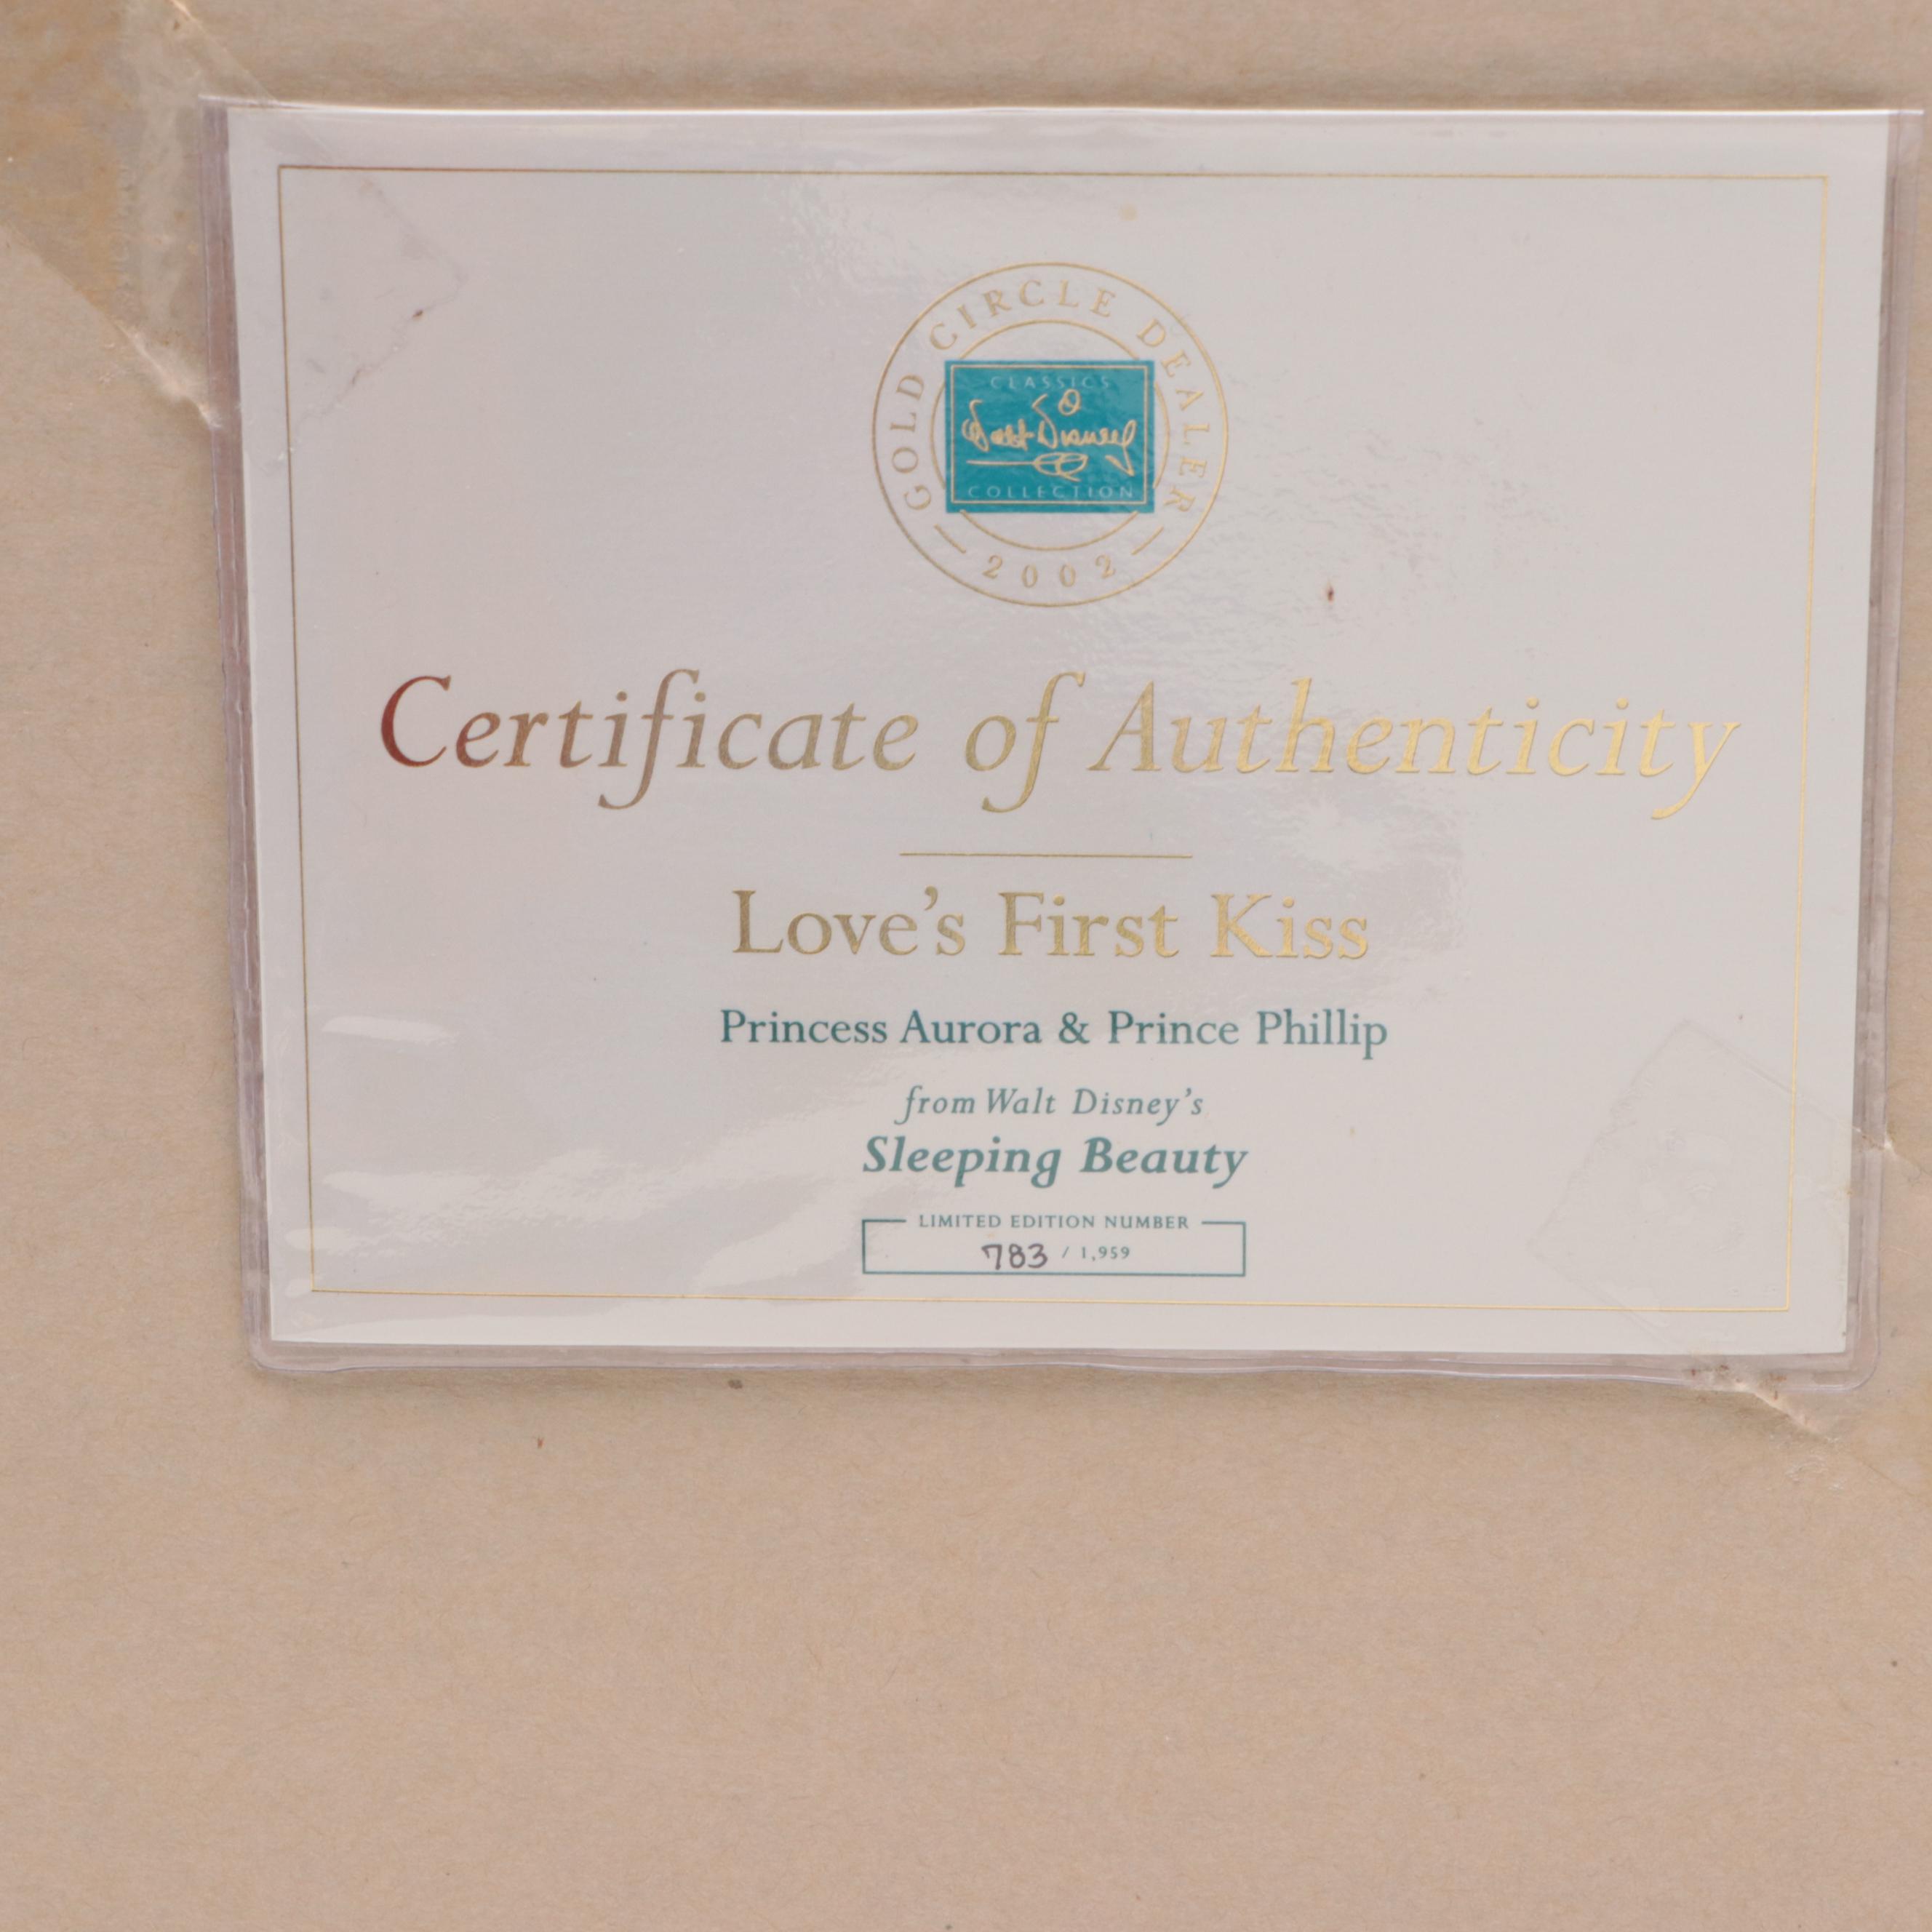 GOLD CIRCLE DEALER
CLASSICS
Walt Disney
COLLECTION
2002
Certificate of Authenticity
Love's First Kiss
Princess Aurora & Prince Phillip
from Walt Disney's
Sleeping Beauty
LIMITED EDITION NUMBER
783 / 1,959